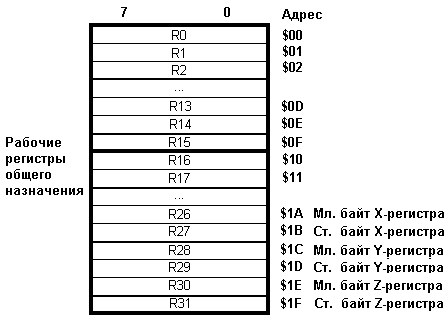 7 0 Адрес
R0 $00
R1 $01
R2 $02
...
R13 $0D
R14 $0E
R15 $0F
Рабочие
регистры
общего
назначения
R16 $10
R17 $11
...
R26 $1A Мл. байт X-регистра
R27 $1B Ст. байт X-регистра
R28 $1C Мл. байт Y-регистра
R29 $1D Ст. байт Y-регистра
R30 $1E Мл. байт Z-регистра
R31 $1F Ст. байт Z-регистра